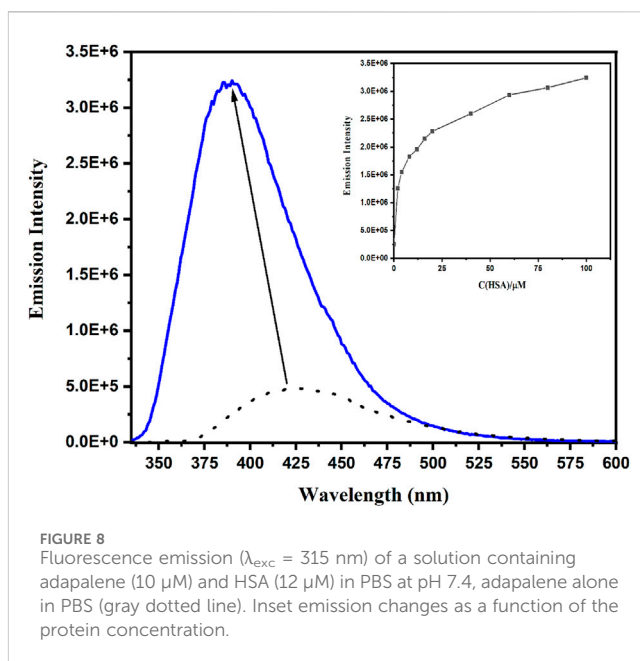 3.5E+6
3.0E+6
2.5E+6
2.0E+6
1.5E+6
1.0E+6
5.0E+5
0.0E+0
Emission Intensity
350 375 400 425 450 475 500 525 550 575 600
Wavelength (nm)
3.5E+06
3.0E+06
2.5E+06
2.0E+06
1.5E+06
1.0E+06
5.0E+05
0.0E+00
Emission Intensity
0 25 50 75 100
C(HSA)/µM
FIGURE 8
Fluorescence emission (λexc = 315 nm) of a solution containing
adapalene (10 µM) and HSA (12 µM) in PBS at pH 7.4, adapalene alone
in PBS (gray dotted line). Inset emission changes as a function of the
protein concentration.